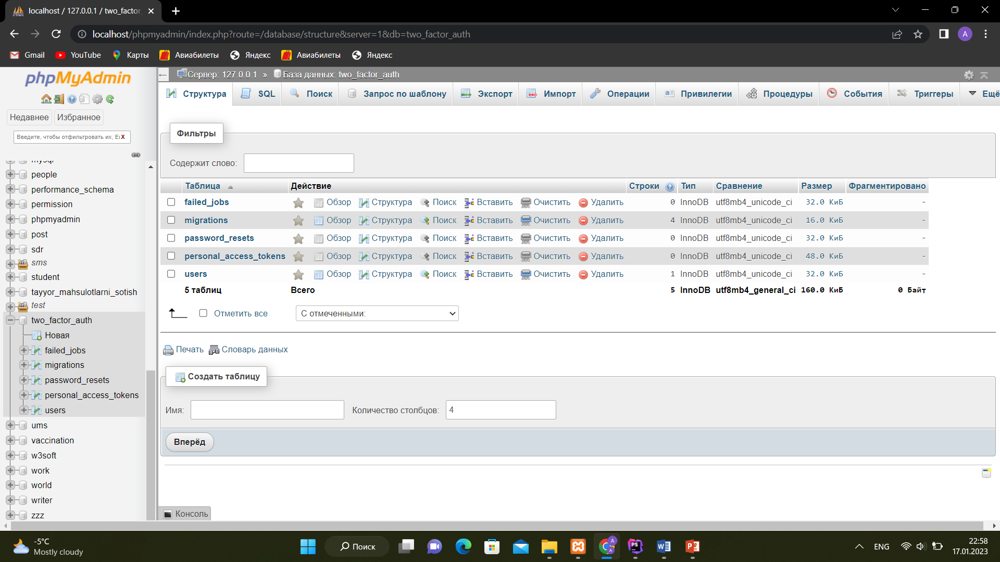 localhost / 127.0.0.1 / two_factor_
localhost/phpmyadmin/index.php?route=/database/structure&server=1&db=two_factor_auth
A
Gmail YouTube Карты Авиабилеты Яндекс Авиабилеты Яндекс
phpMyAdmin
Недавнее Избранное
Введите, чтобы отфильтровать их, Ei X
mysql
people
performance_schema
permission
phpmyadmin
post
sdr
sms
student
tayyor_mahsulotlarni_sotish
test
two_factor_auth
Новая
failed_jobs
migrations
password_resets
personal_access_tokens
users
ums
vaccination
w3soft
work
world
writer
zzz
Сервер: 127.0.0.1 » База данных: two_factor_auth
Структура SQL Поиск Запрос по шаблону Экспорт Импорт Операции Привилегии Процедуры События Триггеры Ещё
Фильтры
Содержит слово:
Таблица Действие Строки Тип Сравнение Размер Фрагментировано
failed_jobs Обзор Структура Поиск Вставить Очистить Удалить 0 InnoDB utf8mb4_unicode_ci 32.0 КиБ -
migrations Обзор Структура Поиск Вставить Очистить Удалить 4 InnoDB utf8mb4_unicode_ci 16.0 КиБ -
password_resets Обзор Структура Поиск Вставить Очистить Удалить 0 InnoDB utf8mb4_unicode_ci 32.0 КиБ -
personal_access_tokens Обзор Структура Поиск Вставить Очистить Удалить 0 InnoDB utf8mb4_unicode_ci 48.0 КиБ -
users Обзор Структура Поиск Вставить Очистить Удалить 1 InnoDB utf8mb4_unicode_ci 32.0 КиБ -
5 таблиц Всего 5 InnoDB utf8mb4_general_ci 160.0 КиБ 0 Байт
Отметить все С отмеченными:
Печать Словарь данных
Создать таблицу
Имя: Количество столбцов: 4
Вперёд
Консоль
-5°C
Mostly cloudy
Поиск
ENG
22:58
17.01.2023